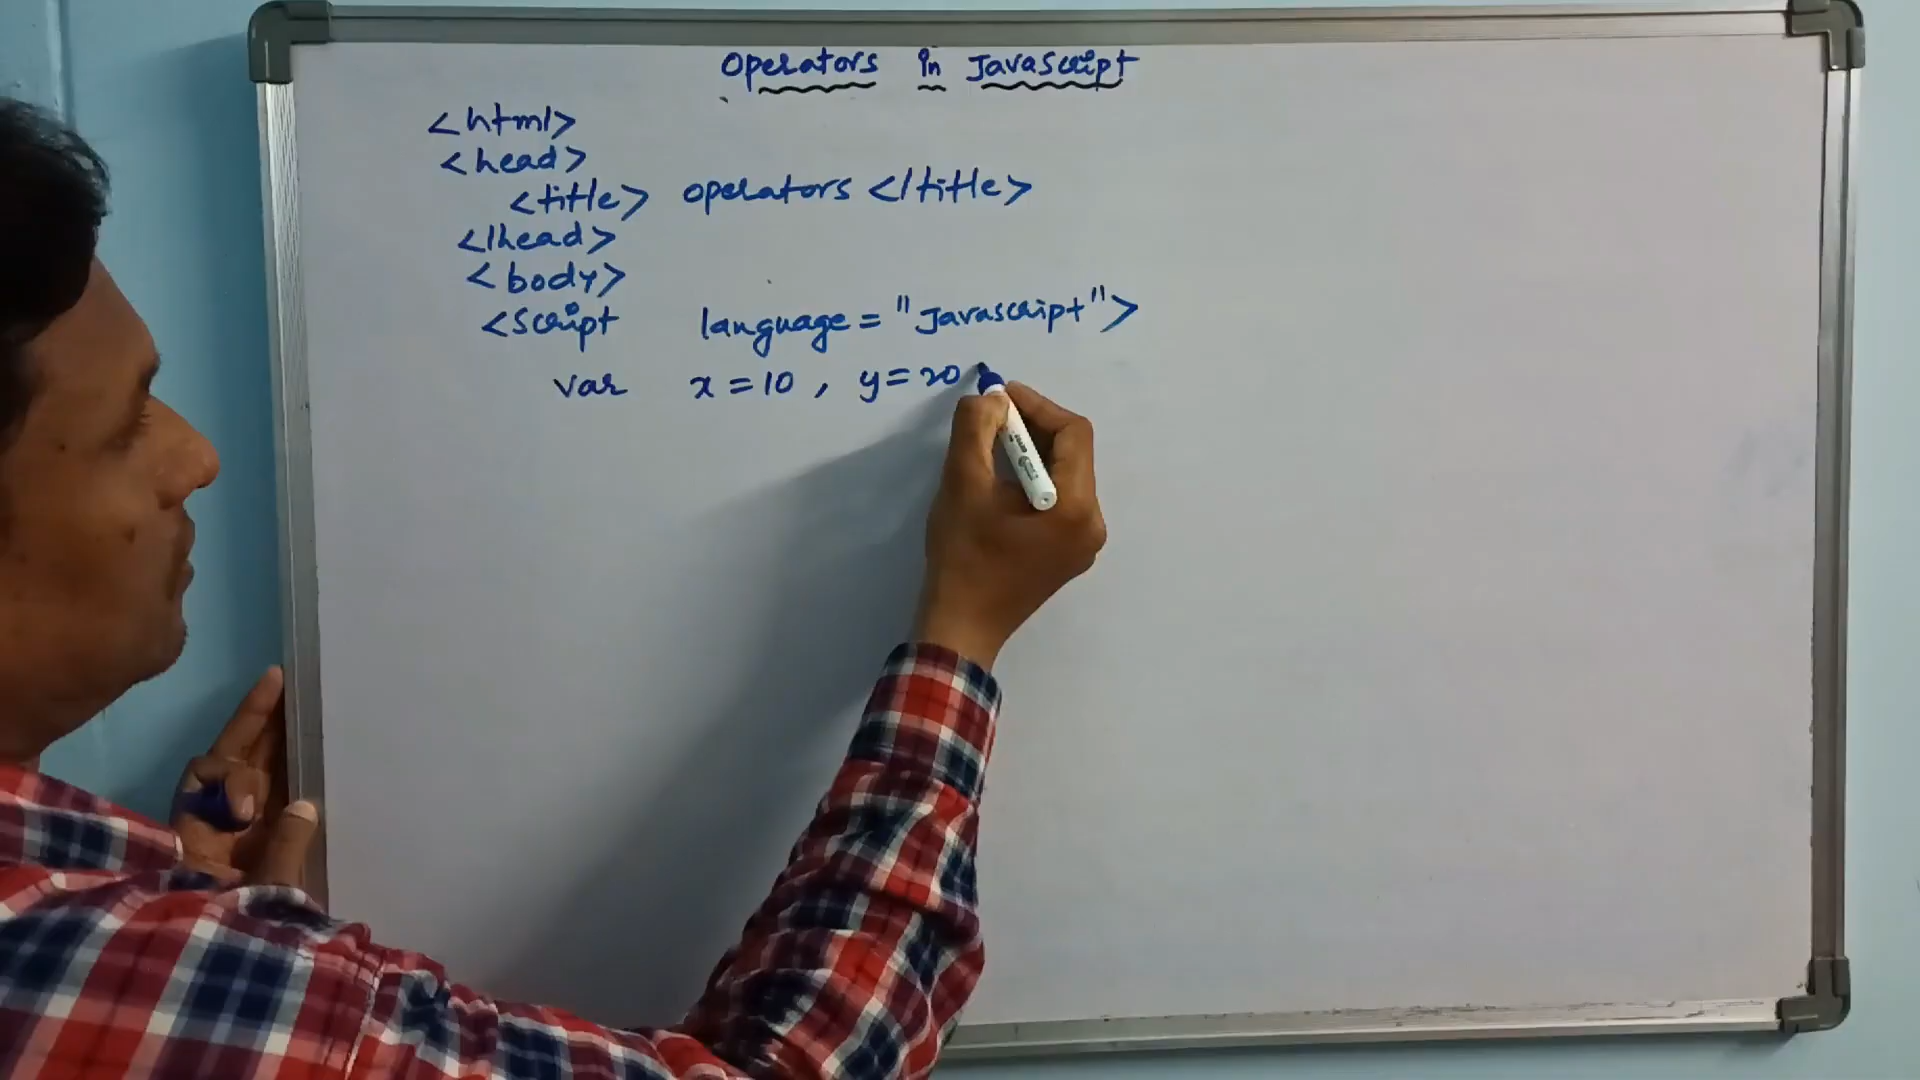 Operators in JavaScript
<html>
<head>
<title> operators </title>
</head>
<body>
<Script language = "Javascript">
var x = 10 , y = 20